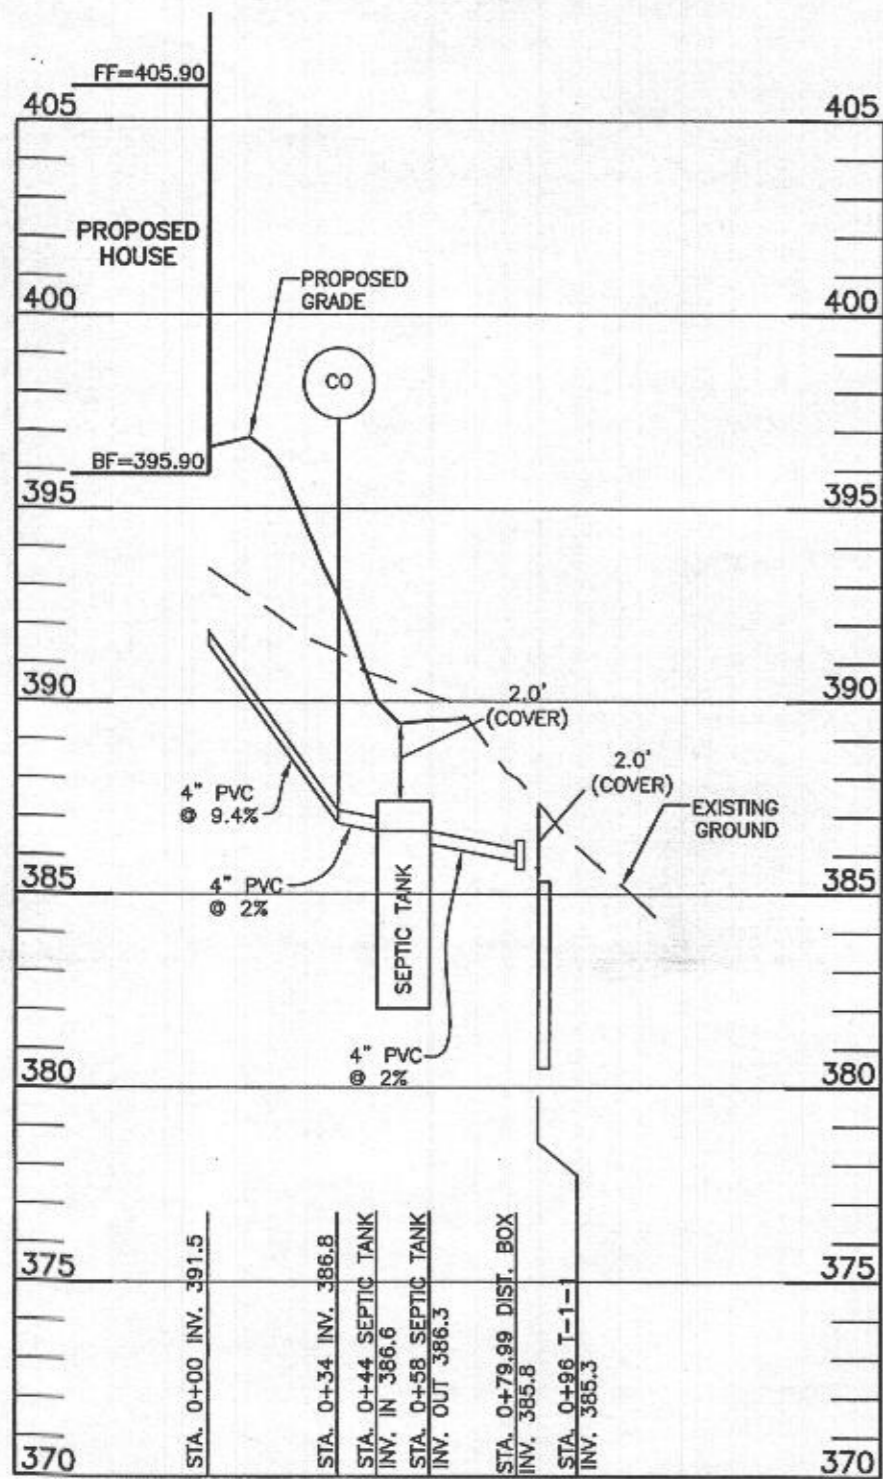 FF=405.90
405 405
PROPOSED
HOUSE
PROPOSED
GRADE
400 400
CO
BF=395.90
395 395
390 390
2.0'
(COVER)
2.0'
(COVER)
4" PVC
@ 9.4%
EXISTING
GROUND
4" PVC
@ 2%
385 385
SEPTIC TANK
4" PVC
@ 2%
380 380
375 375
STA. 0+00 INV. 391.5
STA. 0+34 INV. 386.8
STA. 0+44 SEPTIC TANK
INV. IN 386.6
STA. 0+58 SEPTIC TANK
INV. OUT 386.3
STA. 0+79.99 DIST. BOX
INV. 385.8
STA. 0+96 T-1-1
INV. 385.3
370 370